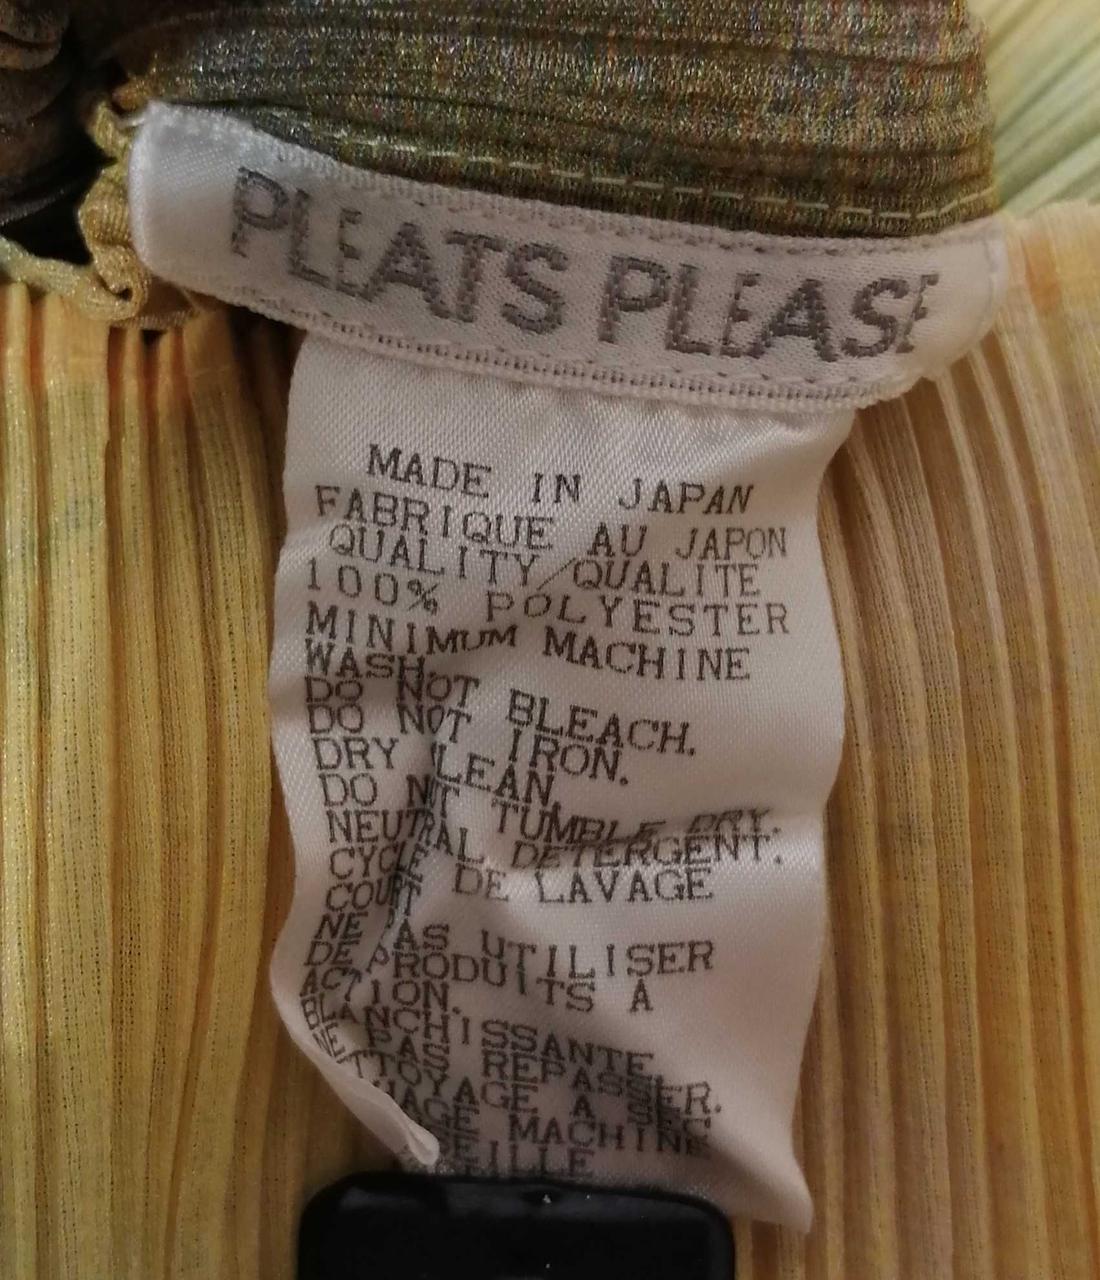 PLEATS PLEASE
MADE IN JAPAN
FABRIQUE AU JAPON
QUALITY/QUALITE
100% POLYESTER
MINIMUM MACHINE
WASH.
DO NOT BLEACH.
DO NOT IRON.
DRY CLEAN.
DO NOT TUMBLE DRY.
NEUTRAL DETERGENT.
CYCLE DE LAVAGE
COURT
NE PAS UTILISER
DE PRODUITS A
ACTION
BLANCHISSANTE.
NE PAS REPASSER.
NETTOYAGE A SEC
MACHINE